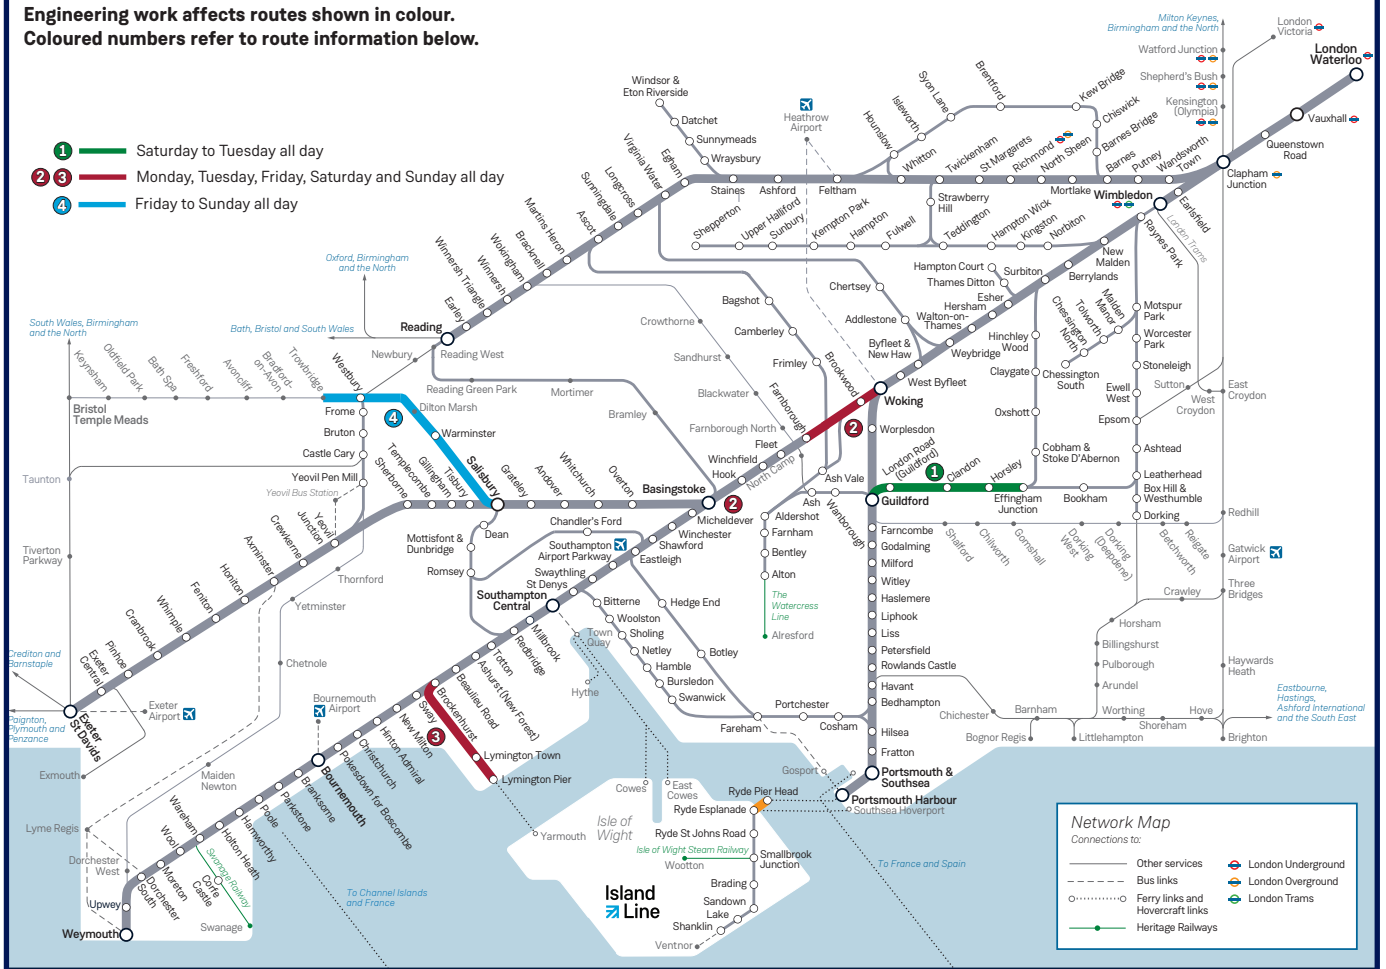 Engineering work affects routes shown in colour.
Coloured numbers refer to route information below.
1 Saturday to Tuesday all day
2 3 Monday, Tuesday, Friday, Saturday and Sunday all day
4 Friday to Sunday all day
Milton Keynes,
Birmingham and the North
London
Victoria
Watford Junction
Shepherd's Bush
Kensington
(Olympia)
London
Waterloo
Vauxhall
Queenstown
Road
Clapham
Junction
Windsor &
Eton Riverside
Datchet
Sunnymeads
Wraysbury
Heathrow
Airport
Hounslow
Isleworth
Syon Lane
Brentford
Kew Bridge
Chiswick
Barnes Bridge
Staines
Ashford
Feltham
Whitton
Twickenham
St Margarets
Richmond
North Sheen
Mortlake
Barnes
Putney
Wandsworth
Town
Wimbledon
Earlsfield
London Trams
Raynes Park
Strawberry
Hill
Shepperton
Upper Halliford
Sunbury
Kempton Park
Hampton
Fulwell
Teddington
Hampton Wick
Kingston
Norbiton
New
Malden
Berrylands
Surbiton
Hampton Court
Thames Ditton
Esher
Hersham
Walton-on-
Thames
Weybridge
Byfleet &
New Haw
West Byfleet
Woking
Chertsey
Addlestone
Egham
Virginia Water
Longcross
Sunningdale
Ascot
Martins Heron
Bracknell
Wokingham
Winnersh
Winnersh Triangle
Earley
Reading
Oxford, Birmingham
and the North
Bath, Bristol and South Wales
South Wales, Birmingham
and the North
Keynsham
Oldfield Park
Bath Spa
Freshford
Avoncliff
Bradford-
on-Avon
Trowbridge
Westbury
Newbury
Reading West
Reading Green Park
Mortimer
Bramley
Crowthorne
Sandhurst
Blackwater
Farnborough North
North Camp
Bagshot
Camberley
Frimley
Brookwood
Farnborough
Fleet
Winchfield
Hook
2
2
Basingstoke
Bristol
Temple Meads
Frome
Bruton
Castle Cary
Yeovil Pen Mill
Yeovil Bus Station
Taunton
Tiverton
Parkway
4
Dilton Marsh
Warminster
Salisbury
Sherborne
Templecombe
Gillingham
Tisbury
Grateley
Andover
Whitchurch
Overton
Yeovil
Junction
Crewkerne
Axminster
Honiton
Feniton
Whimple
Cranbrook
Pinhoe
Exeter
Central
Exeter
St Davids
Crediton and
Barnstaple
Paignton,
Plymouth and
Penzance
Exeter
Airport
Exmouth
Thornford
Yetminster
Chetnole
Maiden
Newton
Lyme Regis
Dorchester
West
Dorchester
South
Upwey
Weymouth
Moreton
Wool
Wareham
Holton Heath
Hamworthy
Poole
Parkstone
Branksome
Bournemouth
Pokesdown for Boscombe
Christchurch
Hinton Admiral
New Milton
Sway
Brockenhurst
Beaulieu Road
Ashurst (New Forest)
Totton
Redbridge
Millbrook
Bournemouth
Airport
Swanage Railway
Corfe
Castle
Swanage
To Channel Islands
and France
3
Lymington Town
Lymington Pier
Yarmouth
Mottisfont &
Dunbridge
Dean
Romsey
Chandler's Ford
Southampton
Airport Parkway
Swaythling
St Denys
Southampton
Central
Micheldever
Winchester
Shawford
Eastleigh
Hedge End
Botley
Bitterne
Woolston
Sholing
Netley
Hamble
Bursledon
Swanwick
Fareham
Portchester
Cosham
Town
Quay
Hythe
Cowes
East
Cowes
Isle of
Wight
Ryde Pier Head
Ryde Esplanade
Ryde St Johns Road
Isle of Wight Steam Railway
Wootton
Smallbrook
Junction
Brading
Sandown
Lake
Shanklin
Ventnor
Island
Line
Gosport
Portsmouth &
Southsea
Portsmouth Harbour
Southsea Hoverport
To France and Spain
Ash Vale
Ash
Wanborough
Aldershot
Farnham
Bentley
Alton
The
Watercress
Line
Alresford
Worplesdon
London Road
(Guildford)
1
Clandon
Horsley
Guildford
Effingham
Junction
Bookham
Farncombe
Godalming
Milford
Witley
Haslemere
Liphook
Liss
Petersfield
Rowlands Castle
Havant
Bedhampton
Hilsea
Fratton
Shalford
Chilworth
Gomshall
Dorking
West
Dorking
(Deepdene)
Betchworth
Reigate
Redhill
Gatwick
Airport
Three
Bridges
Crawley
Horsham
Billingshurst
Pulborough
Arundel
Haywards
Heath
Chichester
Barnham
Bognor Regis
Littlehampton
Worthing
Shoreham
Hove
Brighton
Eastbourne,
Hastings,
Ashford International
and the South East
Hinchley
Wood
Claygate
Oxshott
Cobham &
Stoke D'Abernon
Chessington
North
Chessington
South
Tolworth
Malden
Manor
Motspur
Park
Worcester
Park
Stoneleigh
Ewell
West
Epsom
Ashtead
Leatherhead
Box Hill &
Westhumble
Dorking
Sutton
West
Croydon
East
Croydon
Network Map
Connections to:
Other services
Bus links
Ferry links and
Hovercraft links
Heritage Railways
London Underground
London Overground
London Trams